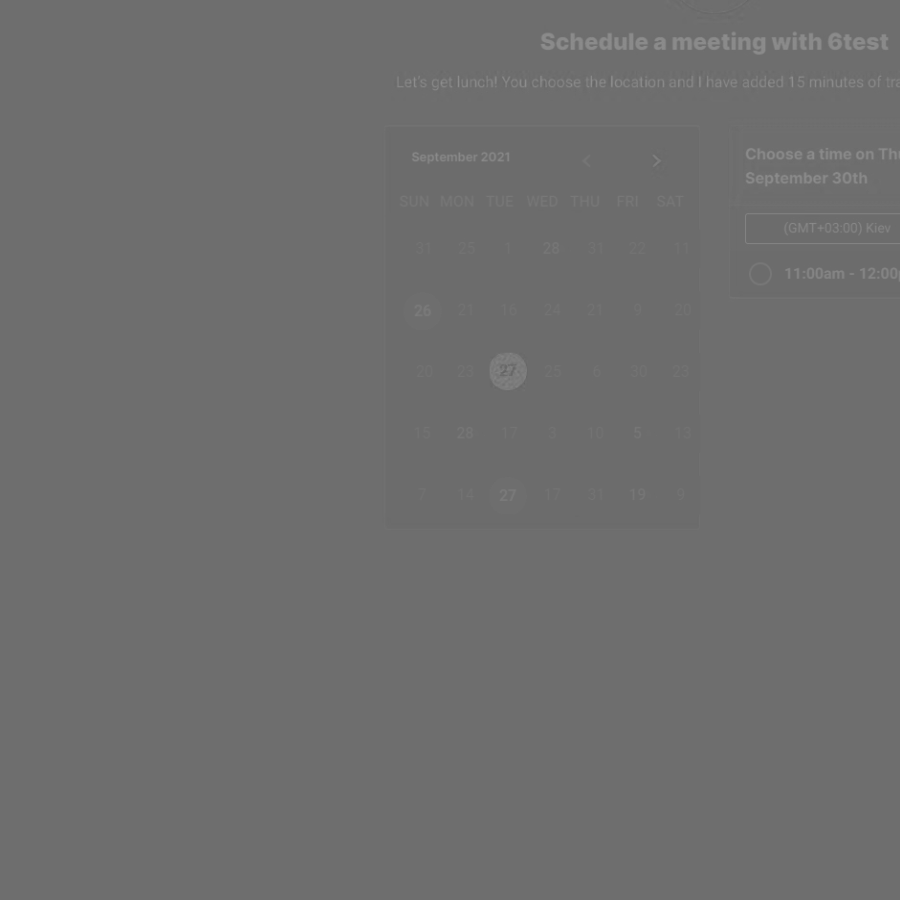 Schedule a meeting with 6test
Let's get lunch! You choose the location and I have added 15 minutes of tra
September 2021
SUN MON TUE WED THU FRI SAT
31 25 1 28 31 22 11
26 21 16 24 21 9 20
20 23 27 25 6 30 23
15 28 17 3 10 5 13
7 14 27 17 31 19 9
Choose a time on Thu
September 30th
(GMT+03:00) Kiev
11:00am - 12:00